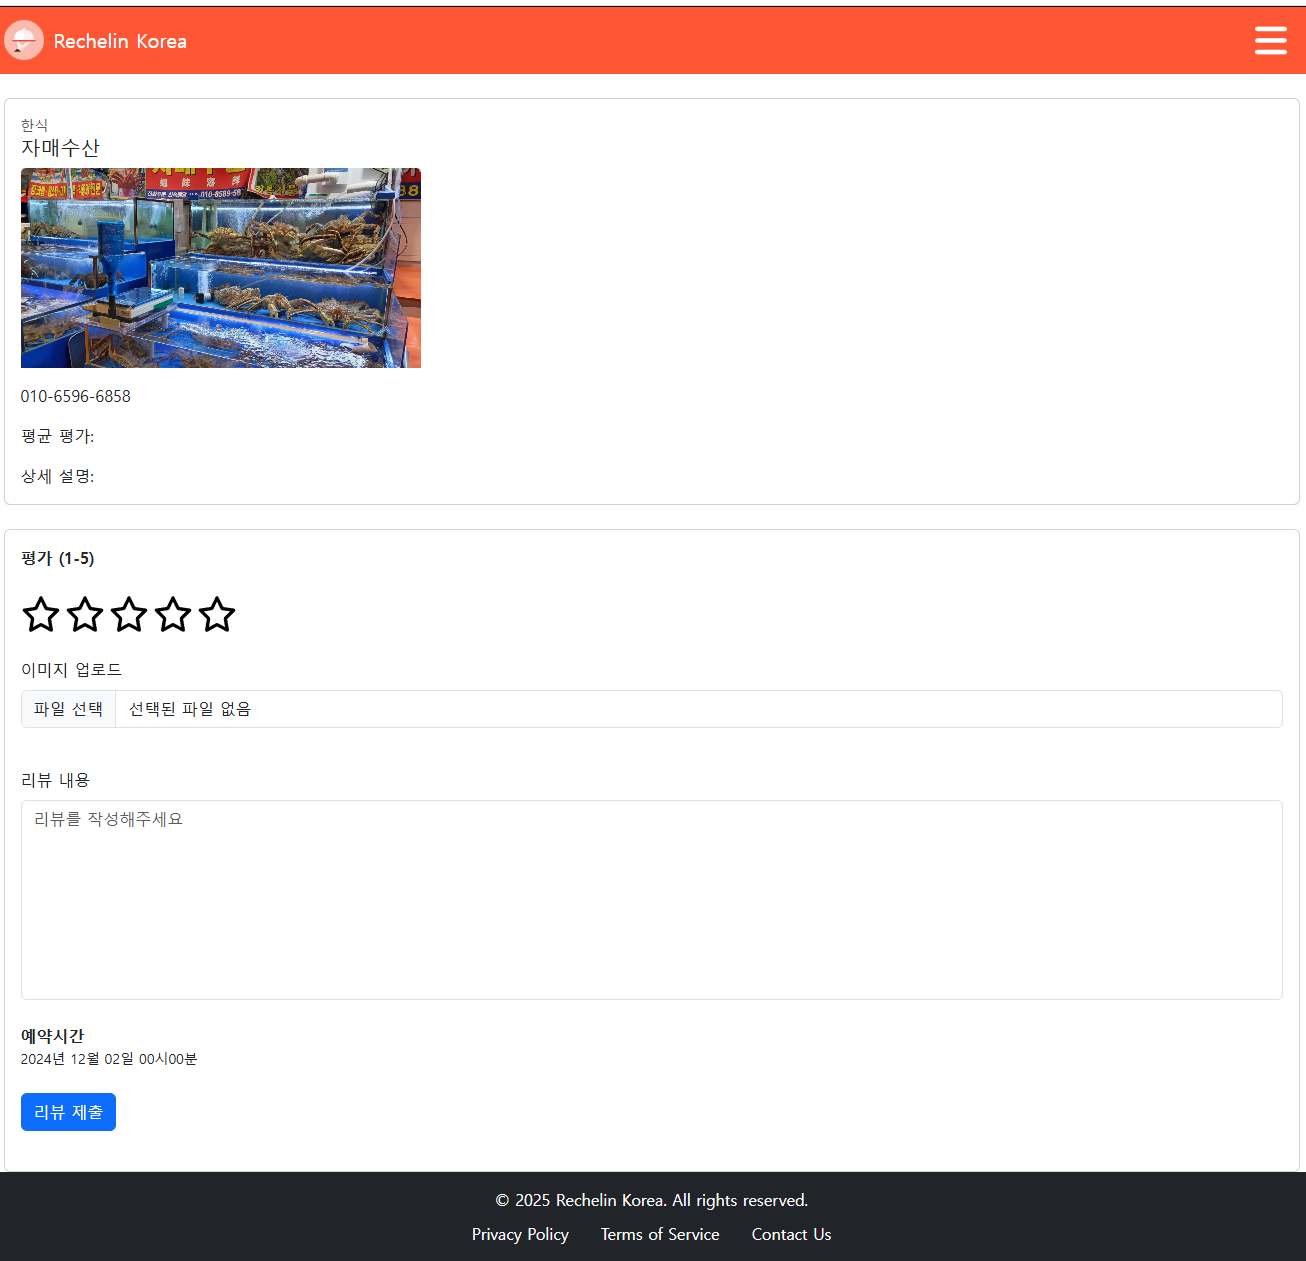 Rechelin Korea
한식
자매수산
010-8589-58
88
010-6596-6858
평균 평가:
상세 설명:
평가 (1-5)
이미지 업로드
파일 선택 선택된 파일 없음
리뷰 내용
리뷰를 작성해주세요
예약시간
2024년 12월 02일 00시00분
리뷰 제출
© 2025 Rechelin Korea. All rights reserved.
Privacy Policy Terms of Service Contact Us